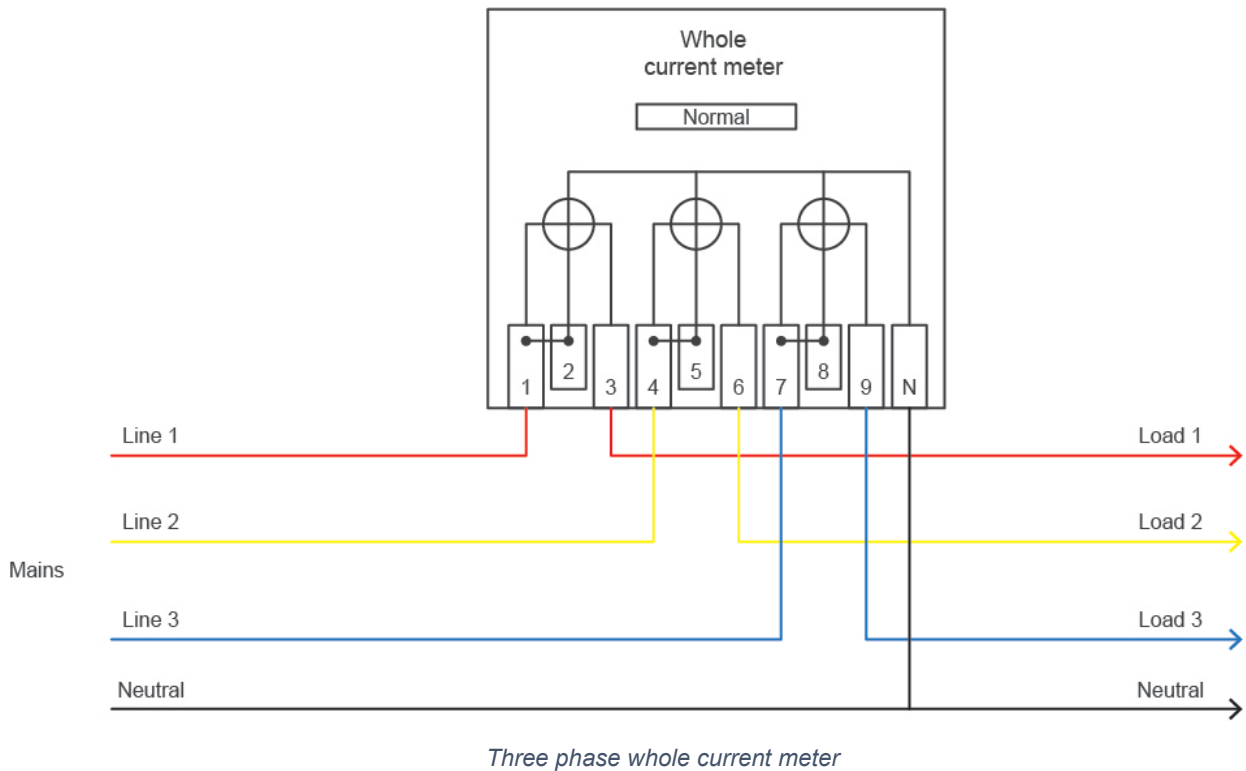 Whole
current meter
Normal
1 2 3 4 5 6 7 8 9 N
Line 1 Load 1
Line 2 Load 2
Mains
Line 3 Load 3
Neutral Neutral
Three phase whole current meter